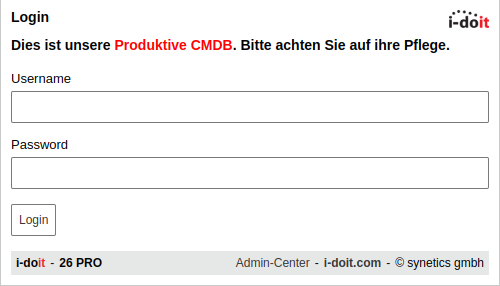 Login
i-doit
Dies ist unsere Produktive CMDB. Bitte achten Sie auf ihre Pflege.
Username
Password
Login
i-doit - 26 PRO Admin-Center - i-doit.com - © synetics gmbh